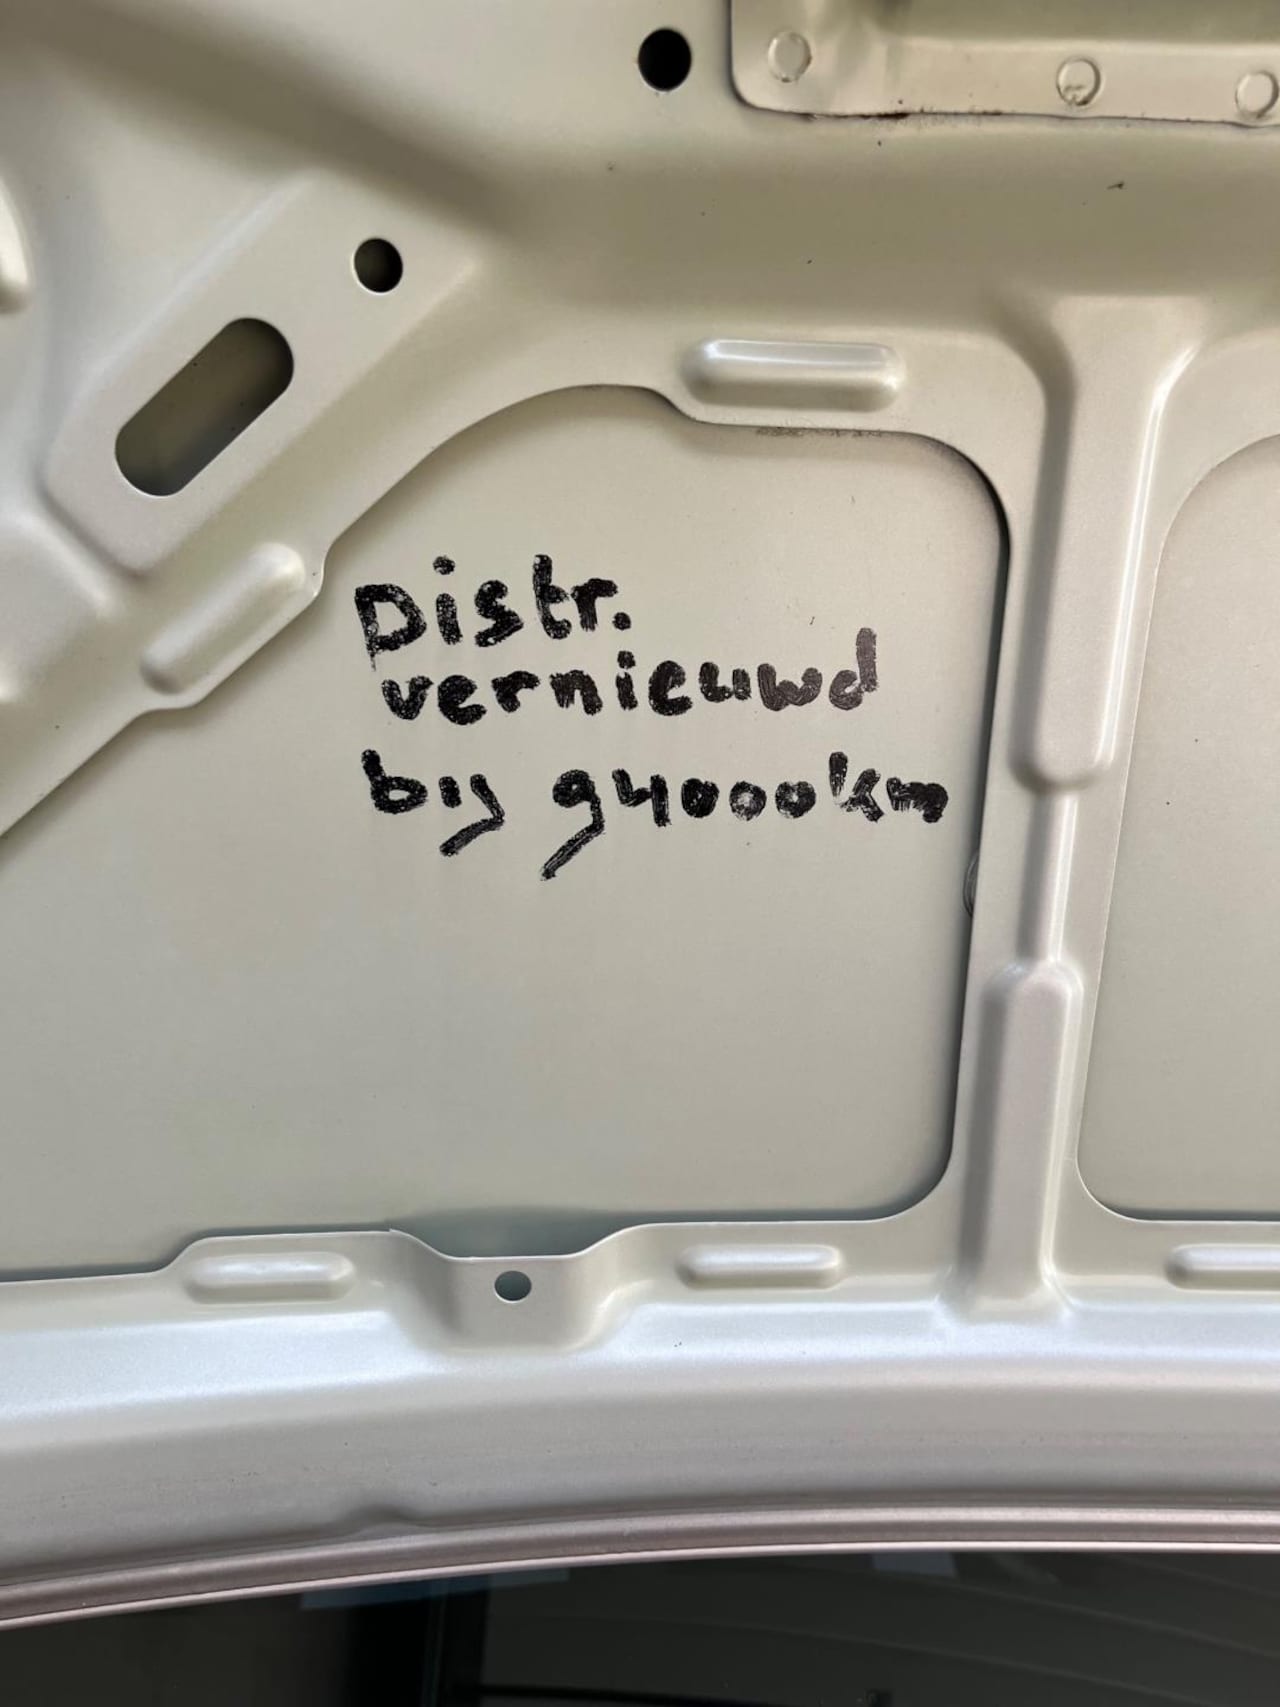 Distr.
vernieuwd
bij 94000km